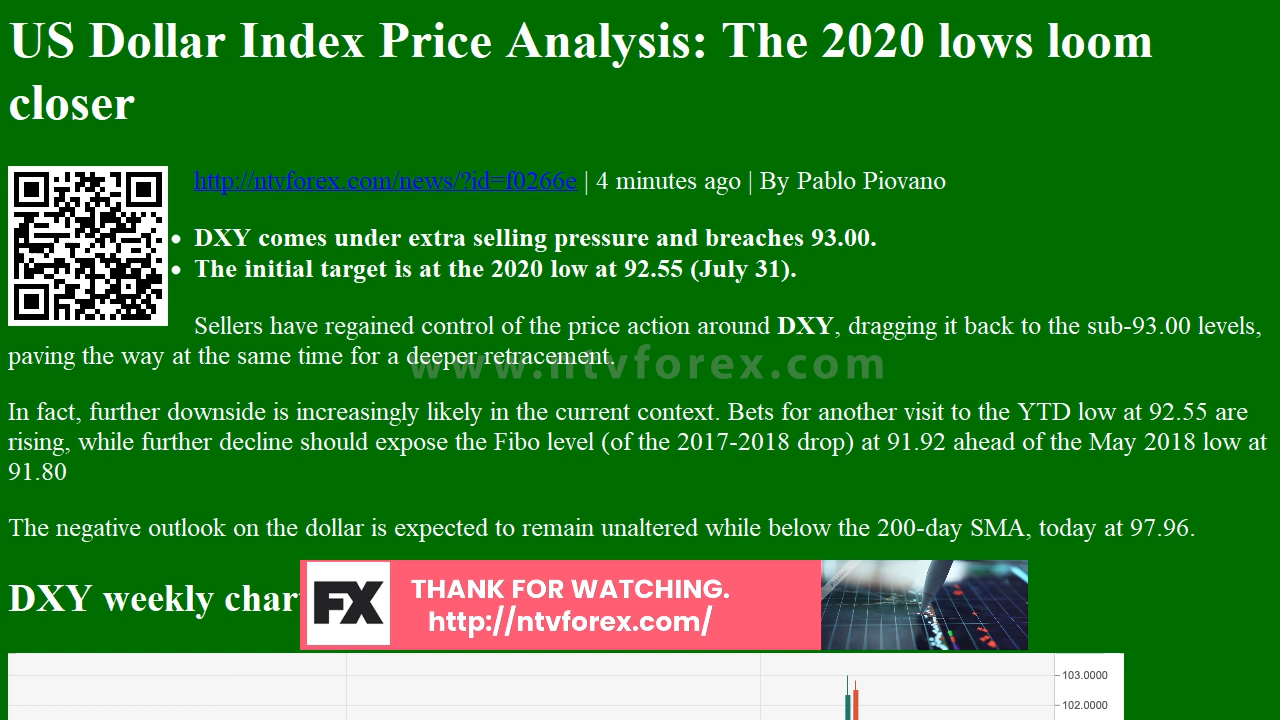 US Dollar Index Price Analysis: The 2020 lows loom
closer
http://ntvforex.com/news/?id=f0266e | 4 minutes ago | By Pablo Piovano
• DXY comes under extra selling pressure and breaches 93.00.
• The initial target is at the 2020 low at 92.55 (July 31).
Sellers have regained control of the price action around DXY, dragging it back to the sub-93.00 levels,
paving the way at the same time for a deeper retracement.
www.ntvforex.com
In fact, further downside is increasingly likely in the current context. Bets for another visit to the YTD low at 92.55 are
rising, while further decline should expose the Fibo level (of the 2017-2018 drop) at 91.92 ahead of the May 2018 low at
91.80
The negative outlook on the dollar is expected to remain unaltered while below the 200-day SMA, today at 97.96.
DXY weekly char
FX
THANK FOR WATCHING.
http://ntvforex.com/
103.0000
102.0000